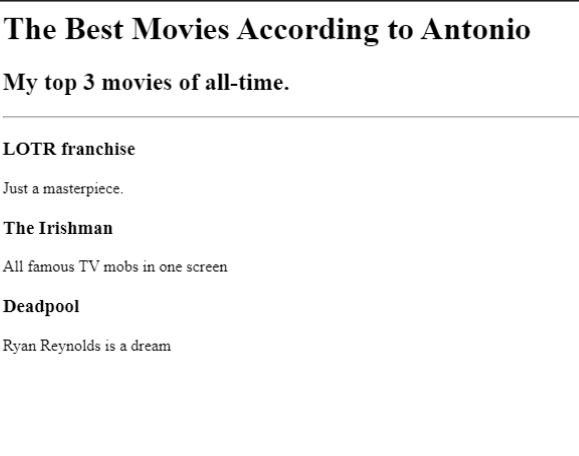 The Best Movies According to Antonio
My top 3 movies of all-time.
LOTR franchise
Just a masterpiece.
The Irishman
All famous TV mobs in one screen
Deadpool
Ryan Reynolds is a dream